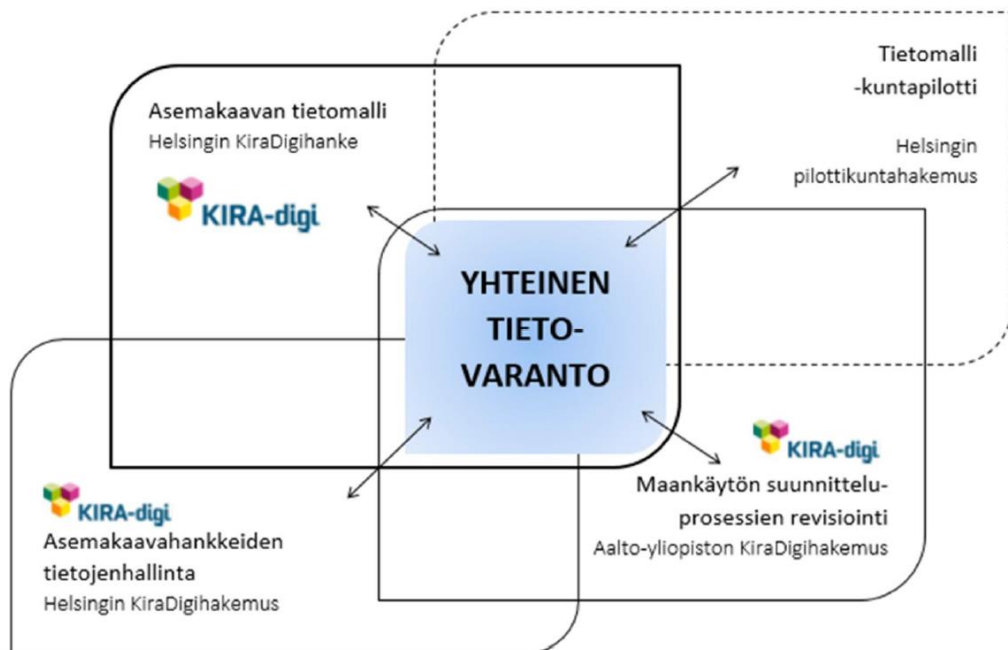 Asemakaavan tietomalli
Helsingin KiraDigihanke
KIRA-digi
Tietomalli
-kuntapilotti
Helsingin
pilottikuntahakemus
YHTEINEN
TIETO-
VARANTO
KIRA-digi
Asemakaavahankkeiden
tietojenhallinta
Helsingin KiraDigihakemus
KIRA-digi
Maankäytön suunnittelu-
prosessien revisiointi
Aalto-yliopiston KiraDigihakemus